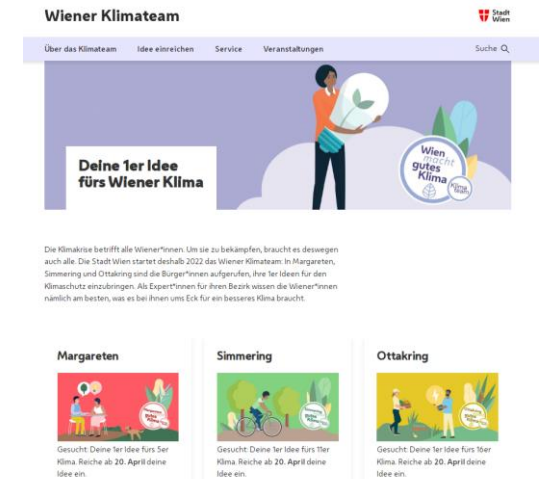 Wiener Klimateam
Stadt
Wien
Über das Klimateam Idee einreichen Service Veranstaltungen Suche
Deine 1er Idee
fürs Wiener Klima
Wien
macht
gutes
Klima
Klima
team
Die Klimakrise betrifft alle Wiener*innen. Um sie zu bekämpfen, braucht es deswegen
auch alle. Die Stadt Wien startet deshalb 2022 das Wiener Klimateam: In Margareten,
Simmering und Ottakring sind die Bürger*innen aufgerufen, ihre 1er Ideen für den
Klimaschutz einzubringen. Als Expert*innen für ihren Bezirk wissen die Wiener*innen
nämlich am besten, was es bei ihnen ums Eck für ein besseres Klima braucht.
Margareten
Gesucht: Deine 1er Idee fürs 5er
Klima. Reiche ab 20. April deine
Idee ein.
Simmering
Gesucht: Deine 1er Idee fürs 11er
Klima. Reiche ab 20. April deine
Idee ein.
Ottakring
Gesucht: Deine 1er Idee fürs 16er
Klima. Reiche ab 20. April deine
Idee ein.